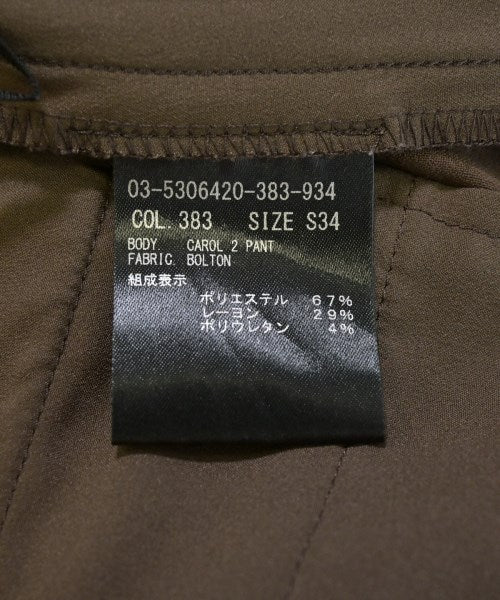 03-5306420-383-934
COL. 383 SIZE S34
BODY. CAROL 2 PANT
FABRIC. BOLTON
組成表示
ポリエステル 67%
レーヨン 29%
ポリウレタン 4%